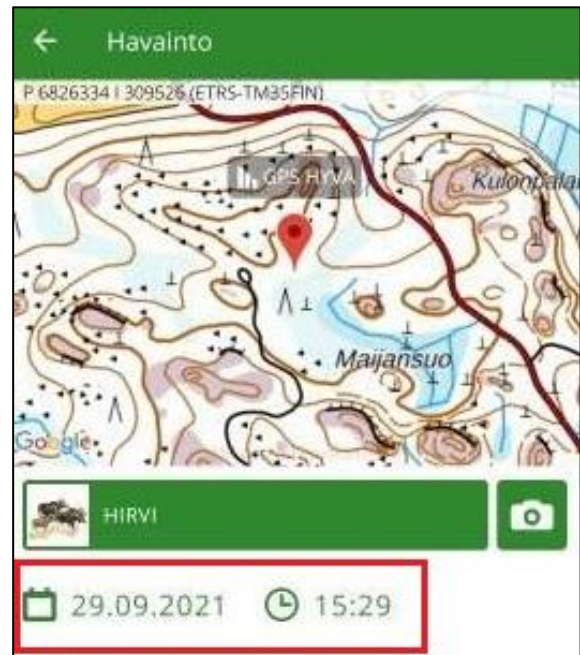 Havainto
P 6826334 I 309526 (ETRS-TM35FIN)
GPS HYVÄ
Maijansuo
Google
HIRVI
29.09.2021 15:29